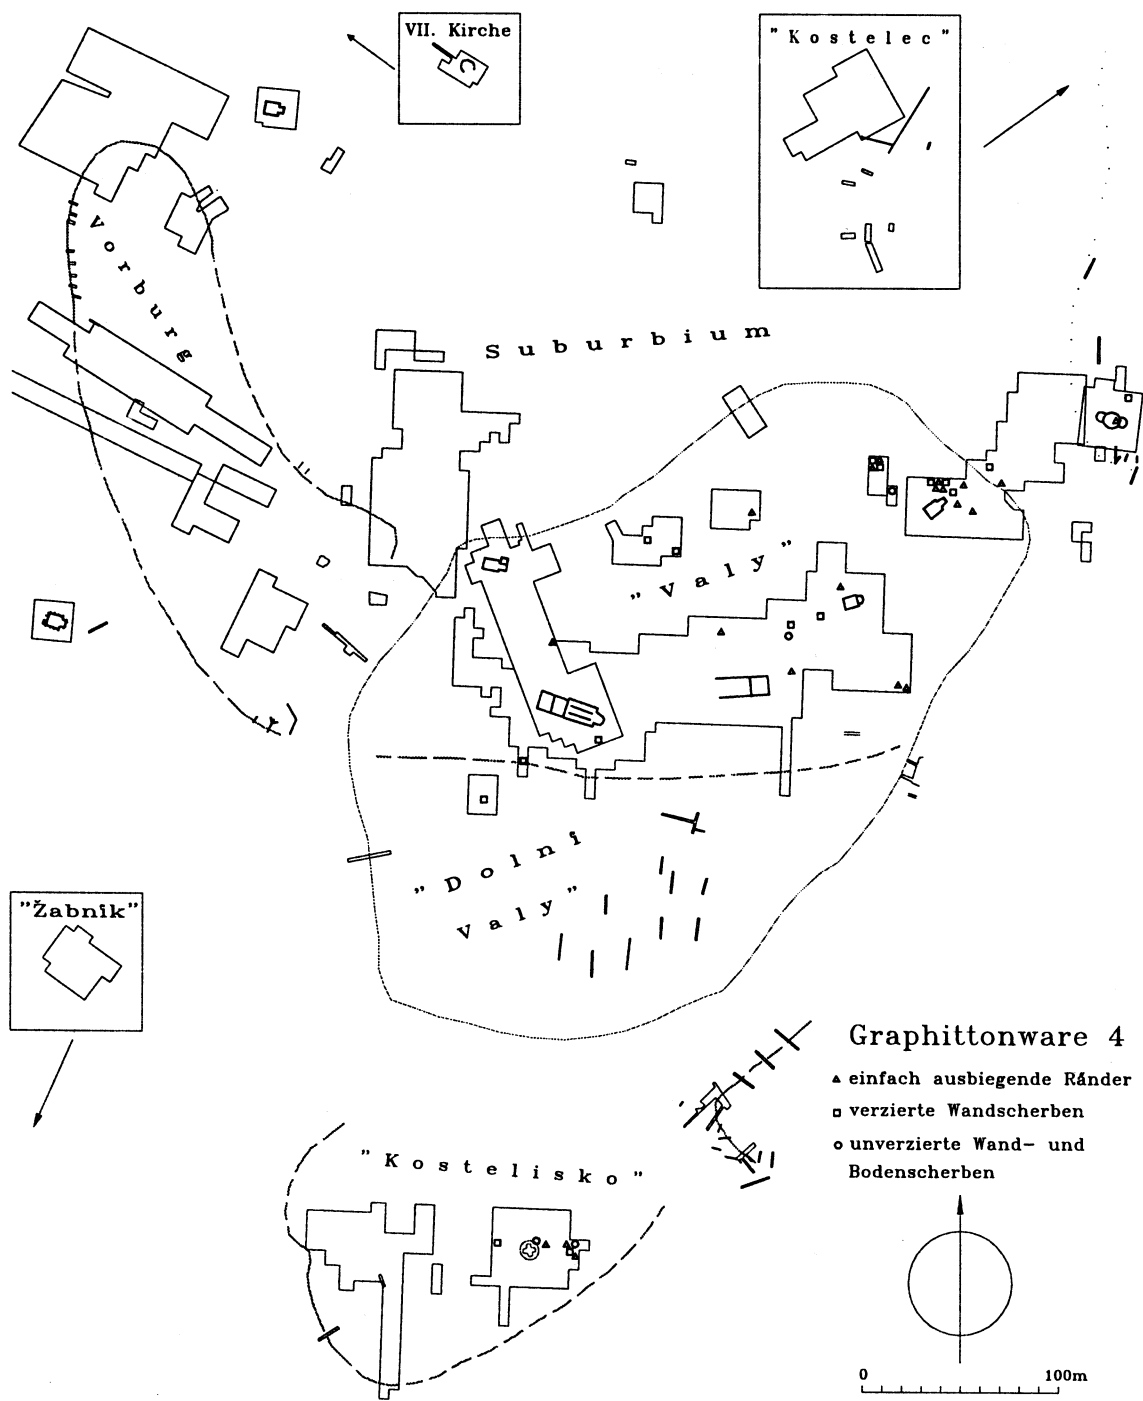 VII. Kirche
"Kostelec"
Vorburg
Suburbium
"Valy"
"Dolní
Valy"
"Žabník"
Graphittonware 4
einfach ausbiegende Ränder
verzierte Wandscherben
unverzierte Wand- und
Bodenscherben
"Kostelisko"
0 100m